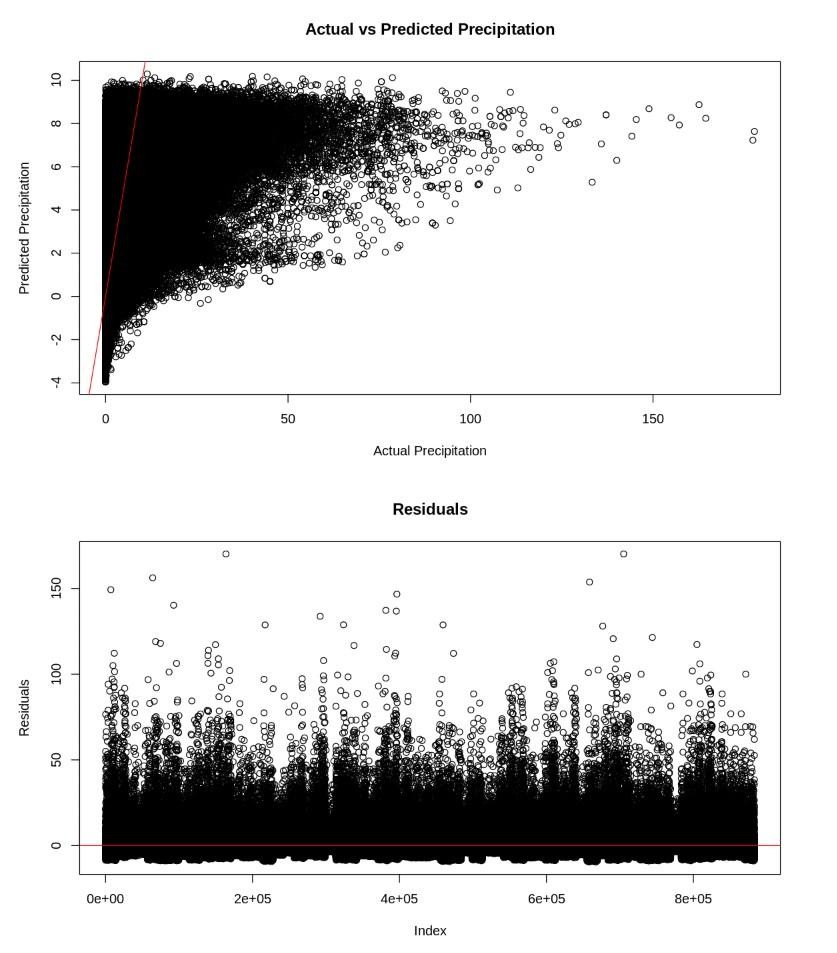 Actual vs Predicted Precipitation
Predicted Precipitation
10
8
6
4
2
0
-2
-4
0 50 100 150
Actual Precipitation
Residuals
Residuals
150
100
50
0
0e+00 2e+05 4e+05 6e+05 8e+05
Index